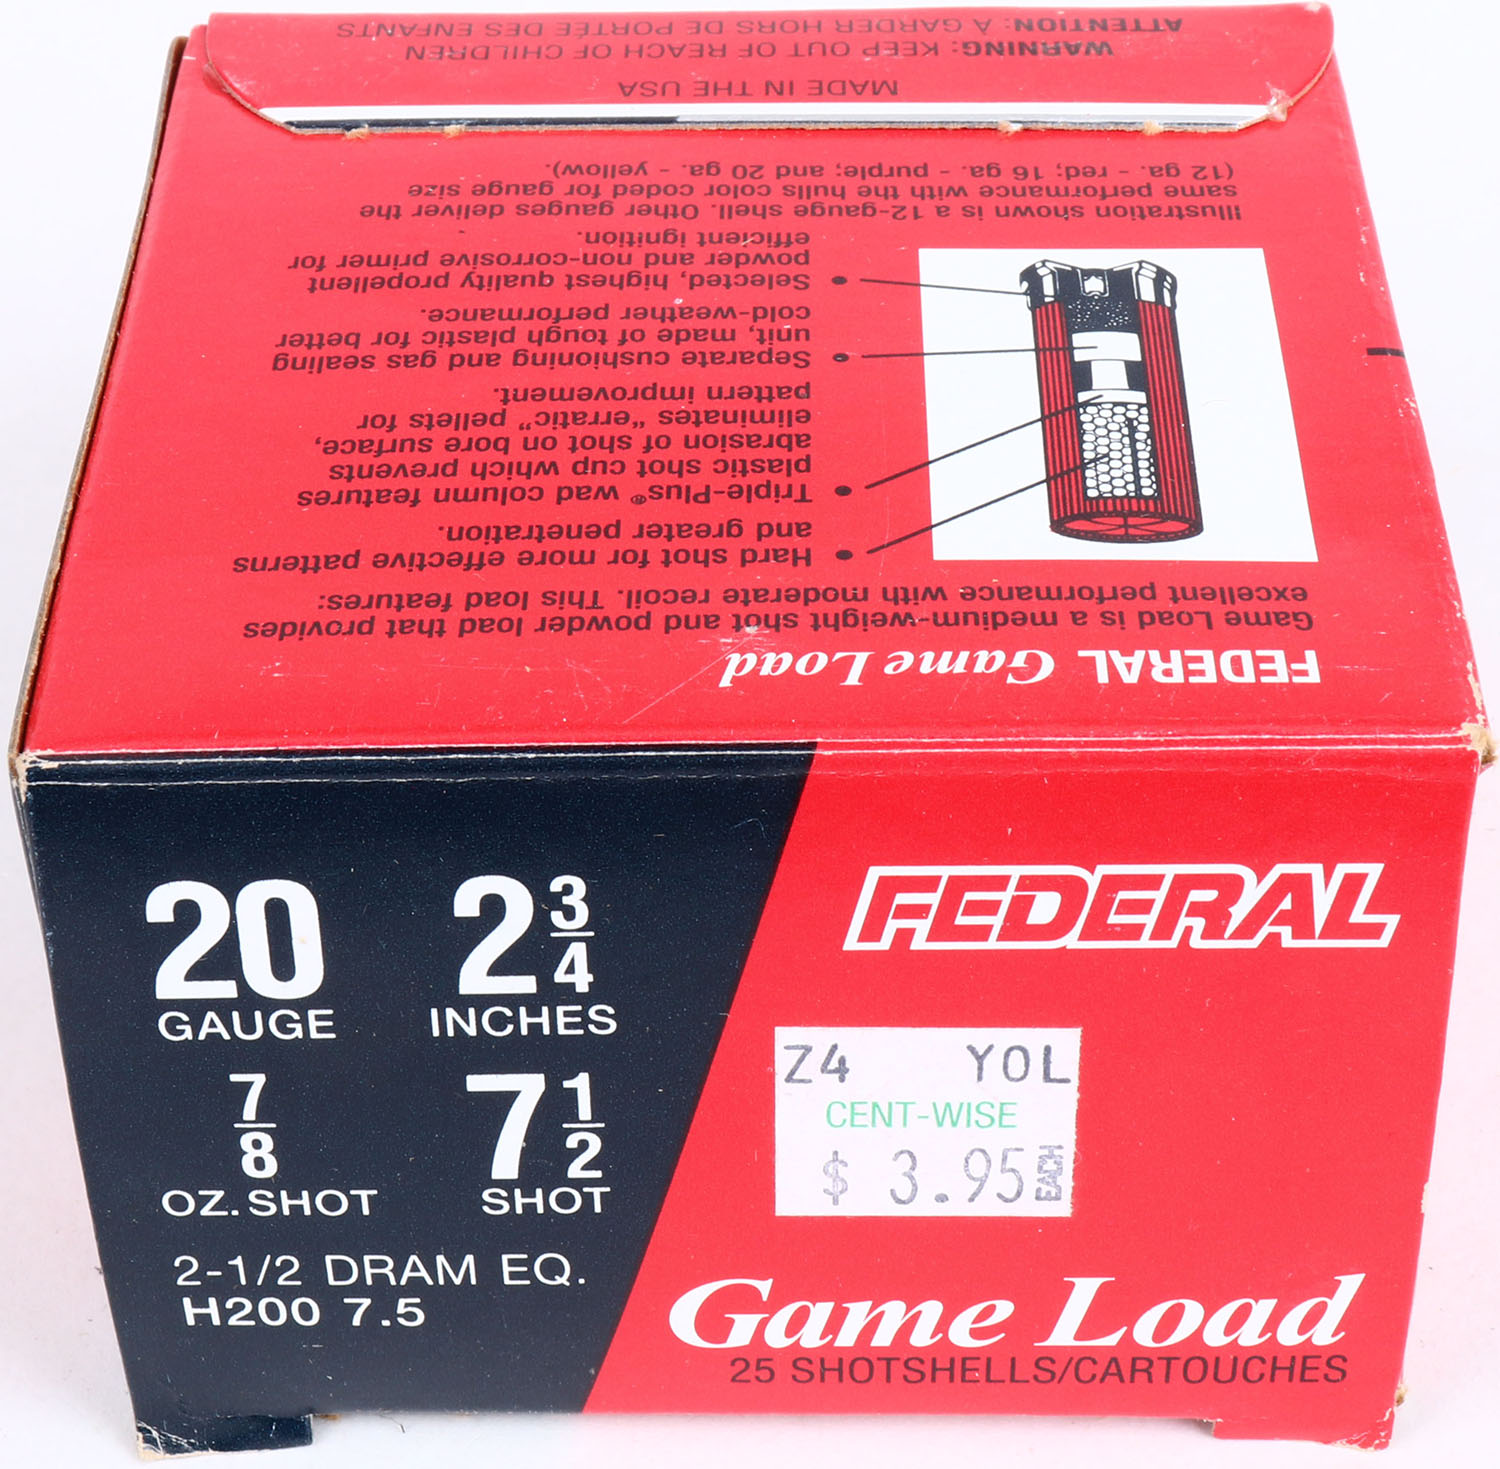 ATTENTION: À GARDER HORS DE PORTÉE DES ENFANTS
WARNING: KEEP OUT OF REACH OF CHILDREN
MADE IN THE USA
FEDERAL Game Load
Game Load is a medium-weight shot and powder load that provides
excellent performance with moderate recoil. This load features:
• Hard shot for more effective patterns
and greater penetration.
• Triple-Plus® wad column features
plastic shot cup which prevents
abrasion of shot on bore surface,
eliminates "erratic" pellets for
pattern improvement.
• Separate cushioning and gas sealing
unit, made of tough plastic for better
cold-weather performance.
• Selected, highest quality propellent
powder and non-corrosive primer for
efficient ignition.
Illustration shown is a 12-gauge shell. Other gauges deliver the
same performance with the hulls color coded for gauge size
(12 ga. - red; 16 ga. - purple; and 20 ga. - yellow).
20
GAUGE
2 3/4
INCHES
7/8
OZ. SHOT
7 1/2
SHOT
2-1/2 DRAM EQ.
H200 7.5
FEDERAL
Z4 YOL
CENT-WISE
$ 3.95 EACH
Game Load
25 SHOTSHELLS/CARTOUCHES